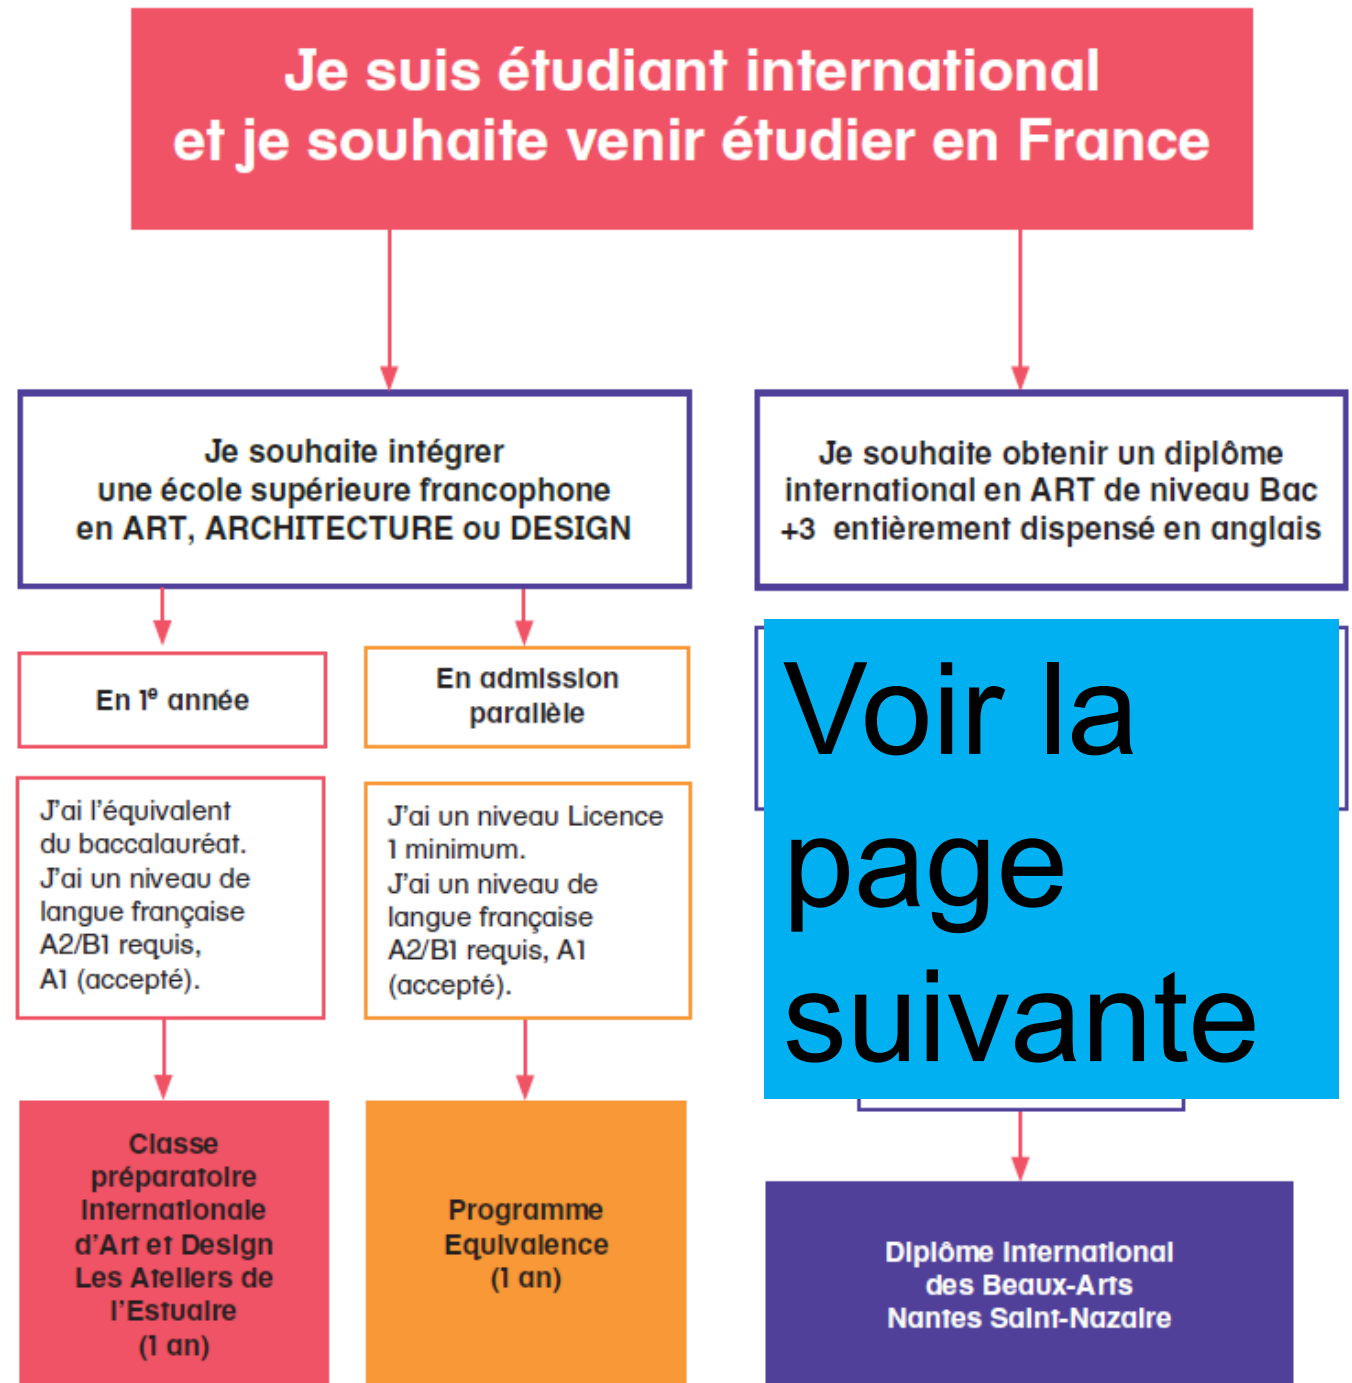 Je suis étudiant international
et je souhaite venir étudier en France
Je souhaite intégrer
une école supérieure francophone
en ART, ARCHITECTURE ou DESIGN
En 1e année
J'ai l'équivalent
du baccalauréat.
J'ai un niveau de
langue française
A2/B1 requis,
A1 (accepté).
Classe
préparatoire
Internationale
d'Art et Design
Les Ateliers de
l'Estuaire
(1 an)
En admission
parallèle
J'ai un niveau Licence
1 minimum.
J'ai un niveau de
langue française
A2/B1 requis, A1
(accepté).
Programme
Equivalence
(1 an)
Je souhaite obtenir un diplôme
international en ART de niveau Bac
+3 entièrement dispensé en anglais
Voir la
page
suivante
Diplôme International
des Beaux-Arts
Nantes Saint-Nazaire